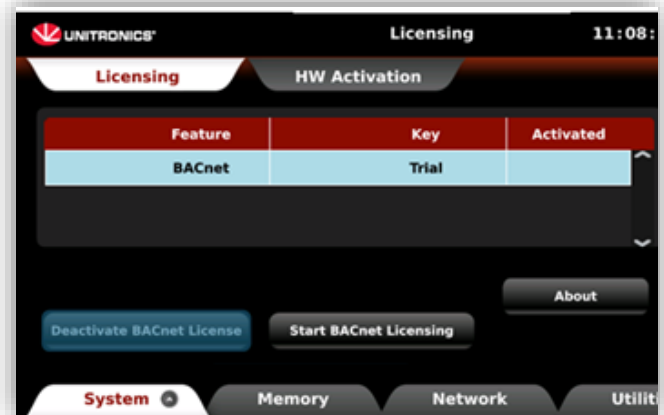 UNITRONICS® Licensing 11:08:
Licensing HW Activation
Feature Key Activated
BACnet Trial
About
Deactivate BACnet License Start BACnet Licensing
System Memory Network Utiliti